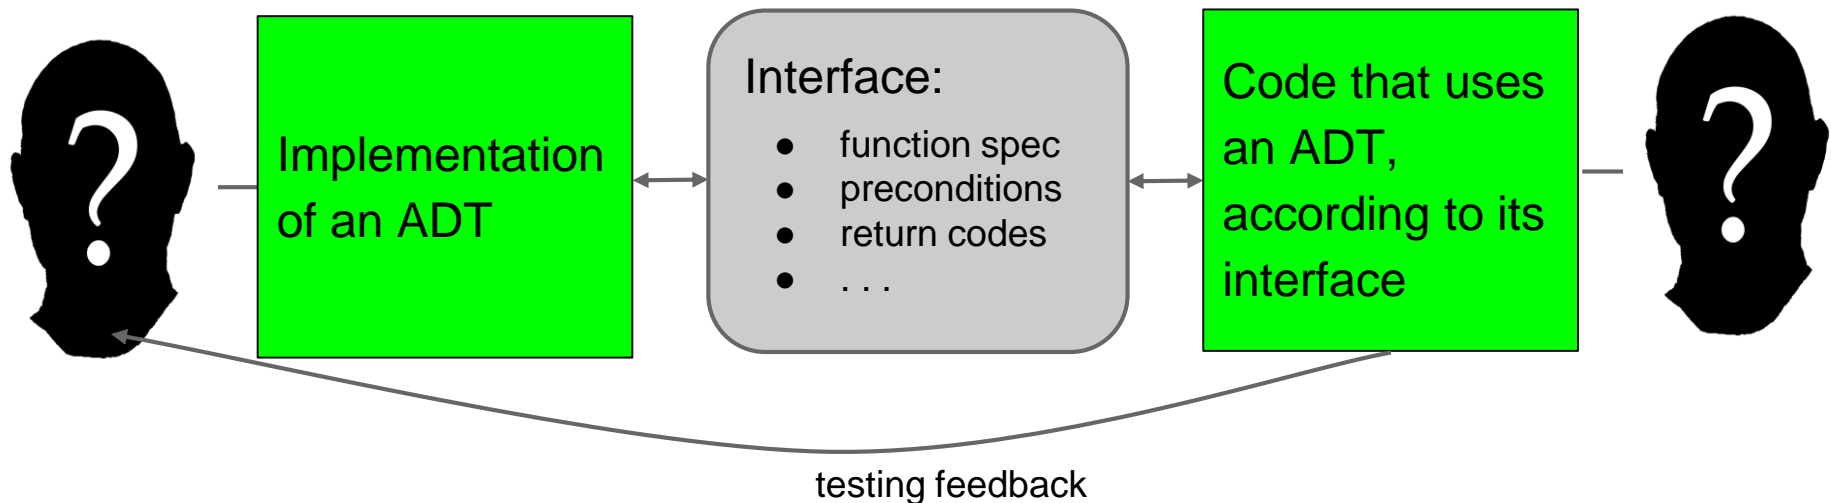 ?
Implementation
of an ADT
Interface:
● function spec
● preconditions
● return codes
● . . .
Code that uses
an ADT,
according to its
interface
?
testing feedback